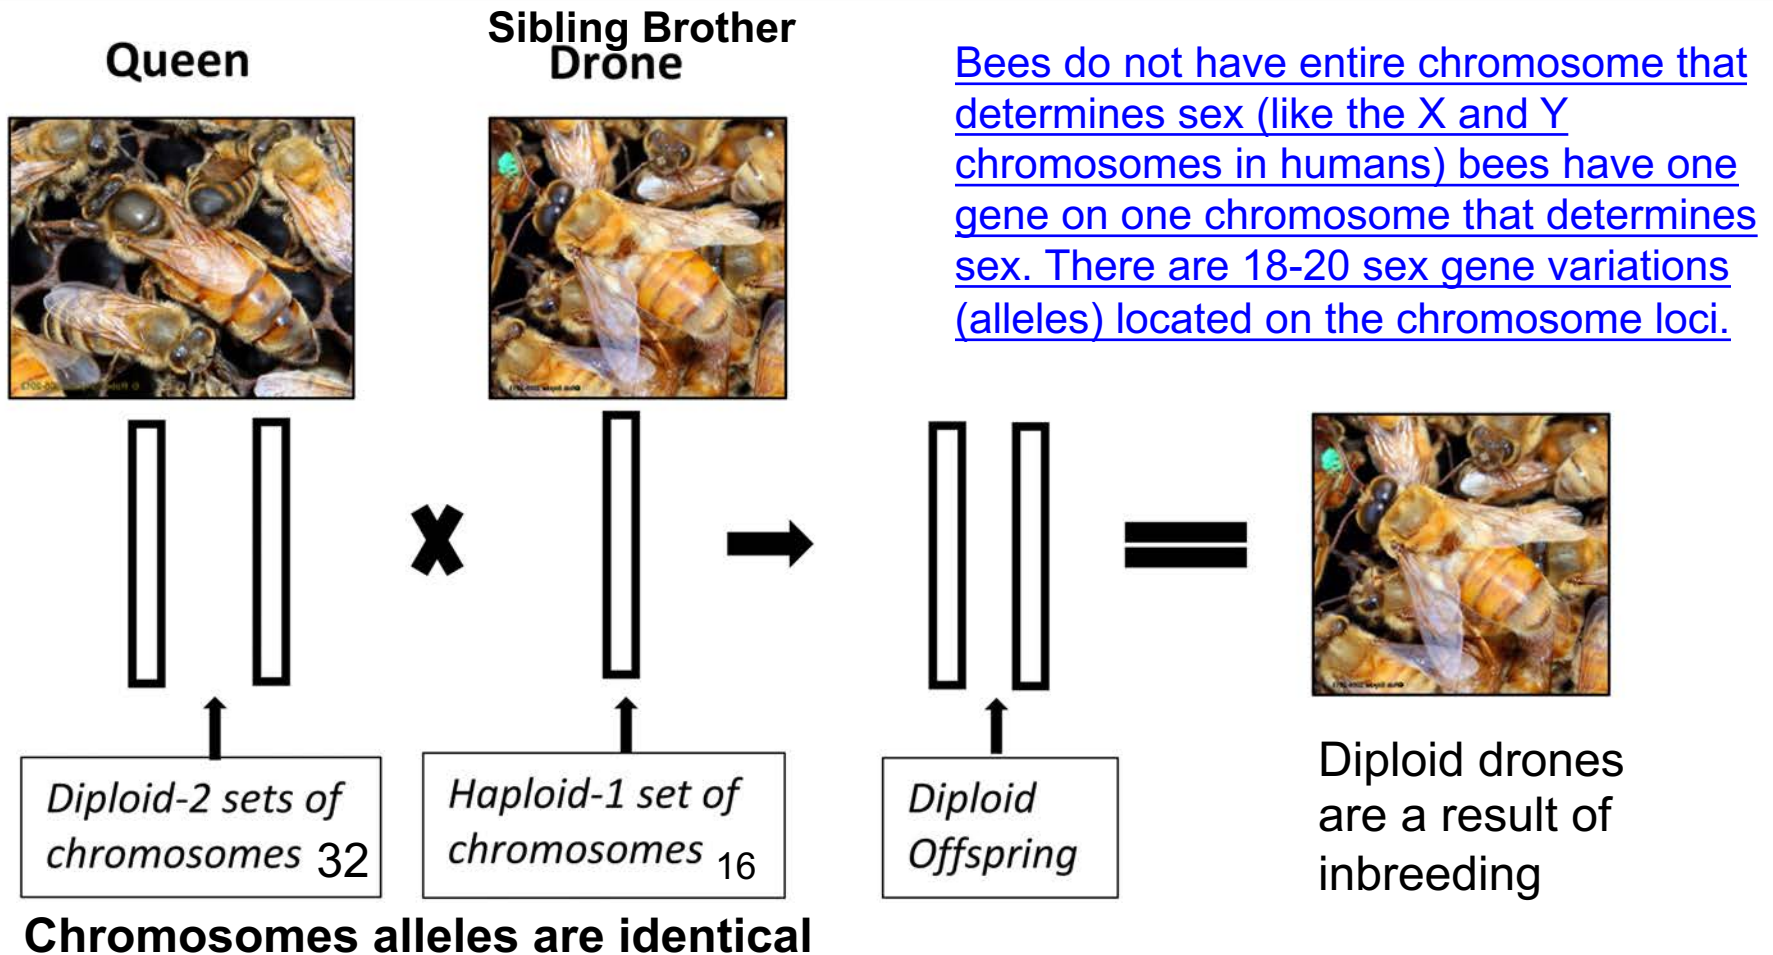 Queen
Sibling Brother
Drone
Bees do not have entire chromosome that
determines sex (like the X and Y
chromosomes in humans) bees have one
gene on one chromosome that determines
sex. There are 18-20 sex gene variations
(alleles) located on the chromosome loci.
Diploid-2 sets of
chromosomes 32
Haploid-1 set of
chromosomes 16
Diploid
Offspring
Diploid drones
are a result of
inbreeding
Chromosomes alleles are identical